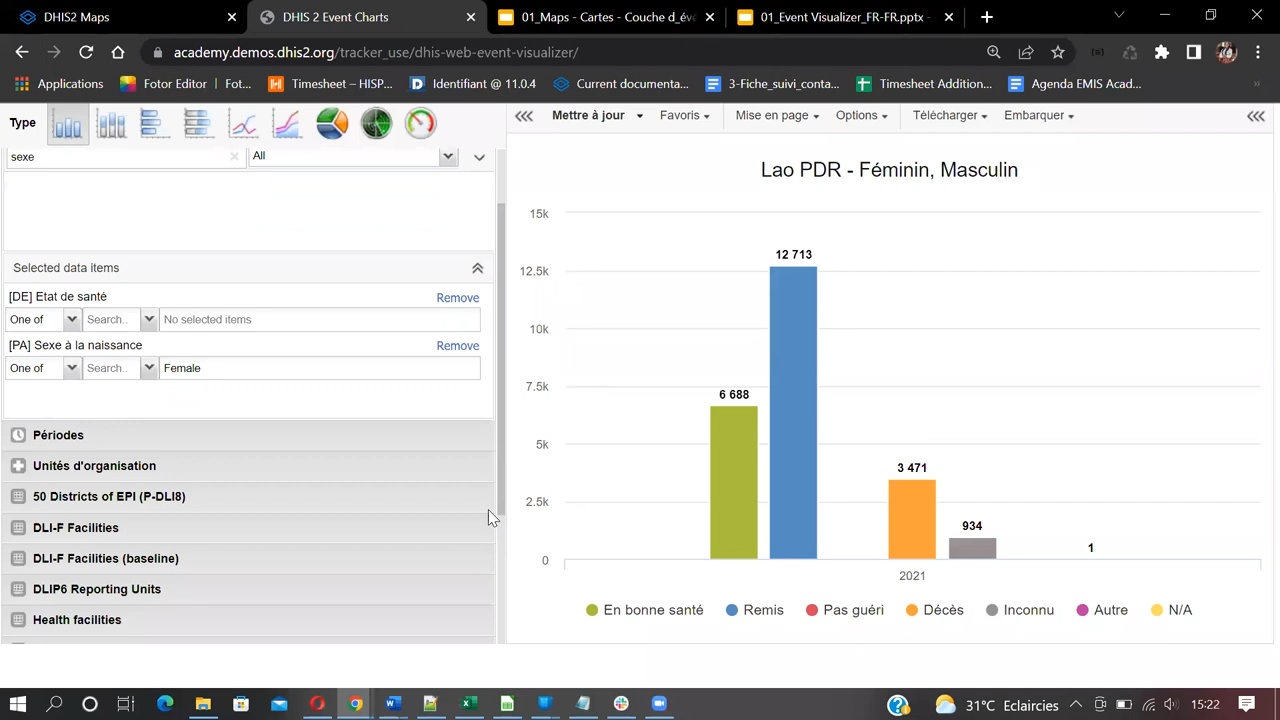 DHIS2 Maps
DHIS 2 Event Charts
01_Maps - Cartes - Couche d_évé
01_Event Visualizer_FR-FR.pptx -
academy.demos.dhis2.org/tracker_use/dhis-web-event-visualizer/
Applications
Fotor Editor | Fot...
Timesheet – HISP...
Identifiant @ 11.0.4
Current documenta...
3-Fiche_suivi_conta...
Timesheet Addition...
Agenda EMIS Acad...
Type
Mettre à jour
Favoris
Mise en page
Options
Télécharger
Embarquer
sexe
All
Selected data items
[DE] Etat de santé
Remove
One of
Search..
No selected items
[PA] Sexe à la naissance
Remove
One of
Search..
Female
Périodes
Unités d'organisation
50 Districts of EPI (P-DLI8)
DLI-F Facilities
DLI-F Facilities (baseline)
DLIP6 Reporting Units
Health facilities
Lao PDR - Féminin, Masculin
15k
12.5k
10k
7.5k
5k
2.5k
0
6 688
12 713
3 471
934
1
2021
En bonne santé
Remis
Pas guéri
Décès
Inconnu
Autre
N/A
31°C Eclaircies
15:22